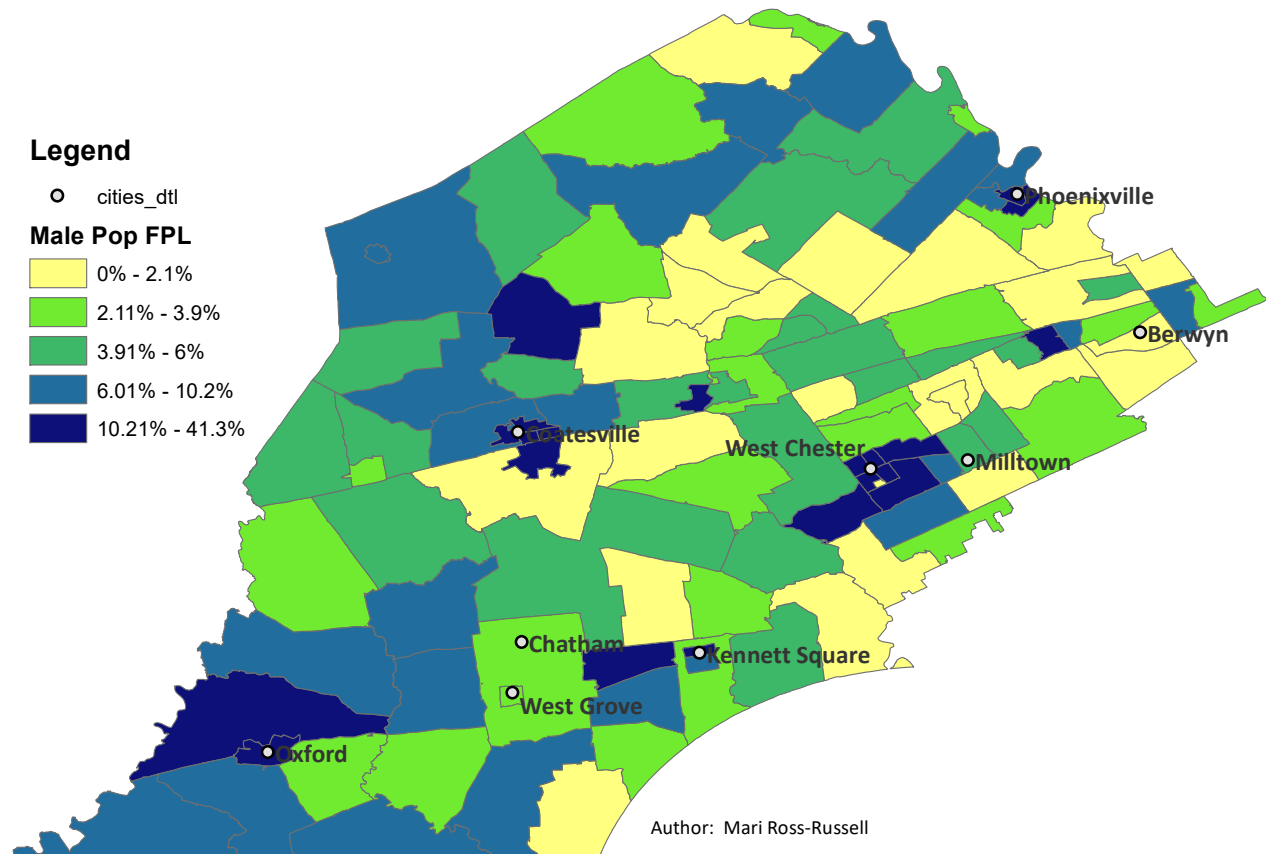 Legend
cities_dtl
Male Pop FPL
0% - 2.1%
2.11% - 3.9%
3.91% - 6%
6.01% - 10.2%
10.21% - 41.3%
Phoenixville
Berwyn
Coatesville
West Chester
Milltown
Chatham
Kennett Square
West Grove
Oxford
Author:  Mari Ross-Russell